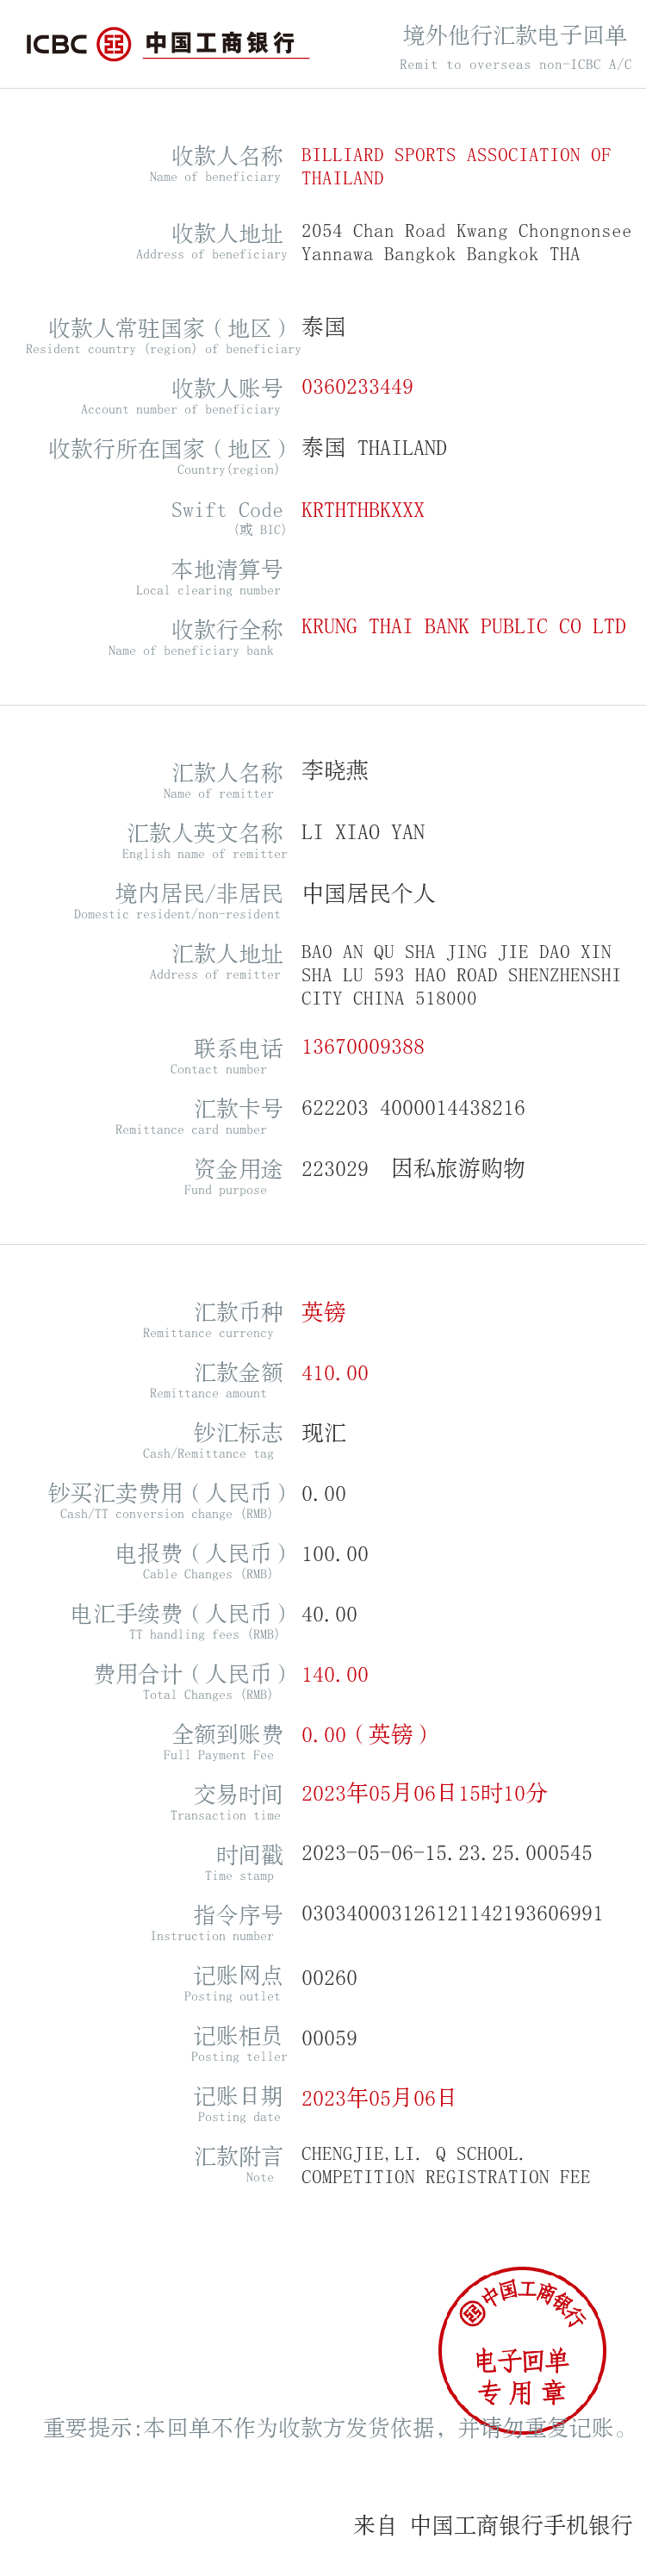 ICBC 中国工商银行
境外他行汇款电子回单
Remit to overseas non-ICBC A/C
收款人名称 BILLIARD SPORTS ASSOCIATION OF
Name of beneficiary THAILAND
收款人地址 2054 Chan Road Kwang Chongnonsee
Address of beneficiary Yannawa Bangkok Bangkok THA
收款人常驻国家（地区） 泰国
Resident country (region) of beneficiary
收款人账号 0360233449
Account number of beneficiary
收款行所在国家（地区） 泰国 THAILAND
Country(region)
Swift Code KRTHTHBKXXX
(或 BIC)
本地清算号
Local clearing number
收款行全称 KRUNG THAI BANK PUBLIC CO LTD
Name of beneficiary bank
汇款人名称 李晓燕
Name of remitter
汇款人英文名称 LI XIAO YAN
English name of remitter
境内居民/非居民 中国居民个人
Domestic resident/non-resident
汇款人地址 BAO AN QU SHA JING JIE DAO XIN
Address of remitter SHA LU 593 HAO ROAD SHENZHENSHI
CITY CHINA 518000
联系电话 13670009388
Contact number
汇款卡号 622203 4000014438216
Remittance card number
资金用途 223029 因私旅游购物
Fund purpose
汇款币种 英镑
Remittance currency
汇款金额 410.00
Remittance amount
钞汇标志 现汇
Cash/Remittance tag
钞买汇卖费用（人民币） 0.00
Cash/TT conversion change (RMB)
电报费（人民币） 100.00
Cable Changes (RMB)
电汇手续费（人民币） 40.00
TT handling fees (RMB)
费用合计（人民币） 140.00
Total Changes (RMB)
全额到账费 0.00（英镑）
Full Payment Fee
交易时间 2023年05月06日15时10分
Transaction time
时间戳 2023-05-06-15.23.25.000545
Time stamp
指令序号 030340003126121142193606991
Instruction number
记账网点 00260
Posting outlet
记账柜员 00059
Posting teller
记账日期 2023年05月06日
Posting date
汇款附言 CHENGJIE,LI. Q SCHOOL.
Note COMPETITION REGISTRATION FEE
中国工商银行
电子回单
专用章
重要提示:本回单不作为收款方发货依据, 并请勿重复记账。
来自 中国工商银行手机银行